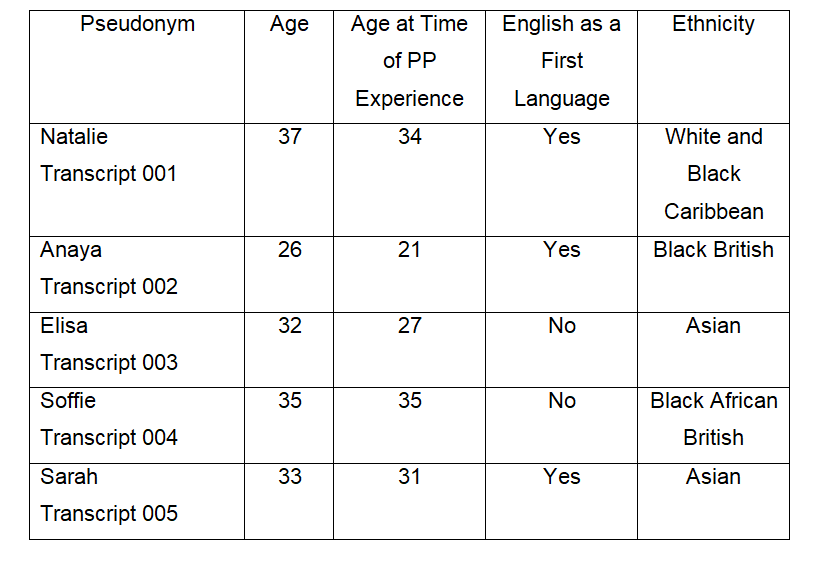 Pseudonym Age Age at Time English as a Ethnicity
of PP First
Experience Language
Natalie 37 34 Yes White and
Transcript 001 Black
Caribbean
Anaya 26 21 Yes Black British
Transcript 002
Elisa 32 27 No Asian
Transcript 003
Soffie 35 35 No Black African
Transcript 004 British
Sarah 33 31 Yes Asian
Transcript 005